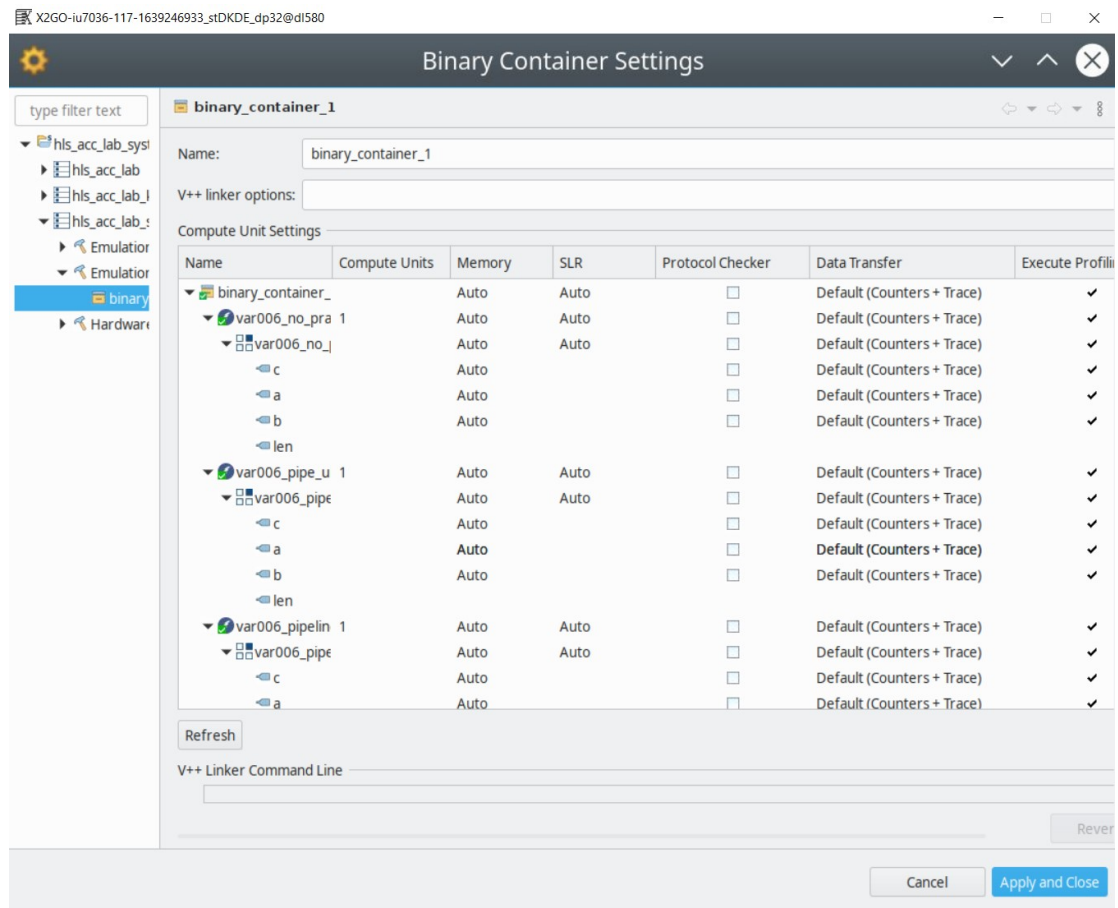 X2GO-iu7036-117-1639246933_stDKDE_dp32@dl580
Binary Container Settings
type filter text
hls_acc_lab_syst
hls_acc_lab
hls_acc_lab_
hls_acc_lab_s
Emulation
Emulation
binary
Hardware
binary_container_1
Name: binary_container_1
V++ linker options:
Compute Unit Settings
Name Compute Units Memory SLR Protocol Checker Data Transfer Execute Profili
binary_container_ Auto Auto Default (Counters + Trace)
var006_no_pra 1 Auto Auto Default (Counters + Trace)
var006_no_ Auto Auto Default (Counters + Trace)
c Auto Default (Counters + Trace)
a Auto Default (Counters + Trace)
b Auto Default (Counters + Trace)
len
var006_pipe_u 1 Auto Auto Default (Counters + Trace)
var006_pipe Auto Auto Default (Counters + Trace)
c Auto Default (Counters + Trace)
a Auto Default (Counters + Trace)
b Auto Default (Counters + Trace)
len
var006_pipelin 1 Auto Auto Default (Counters + Trace)
var006_pipe Auto Auto Default (Counters + Trace)
c Auto Default (Counters + Trace)
a Auto Default (Counters + Trace)
Refresh
V++ Linker Command Line
Rever
Cancel Apply and Close